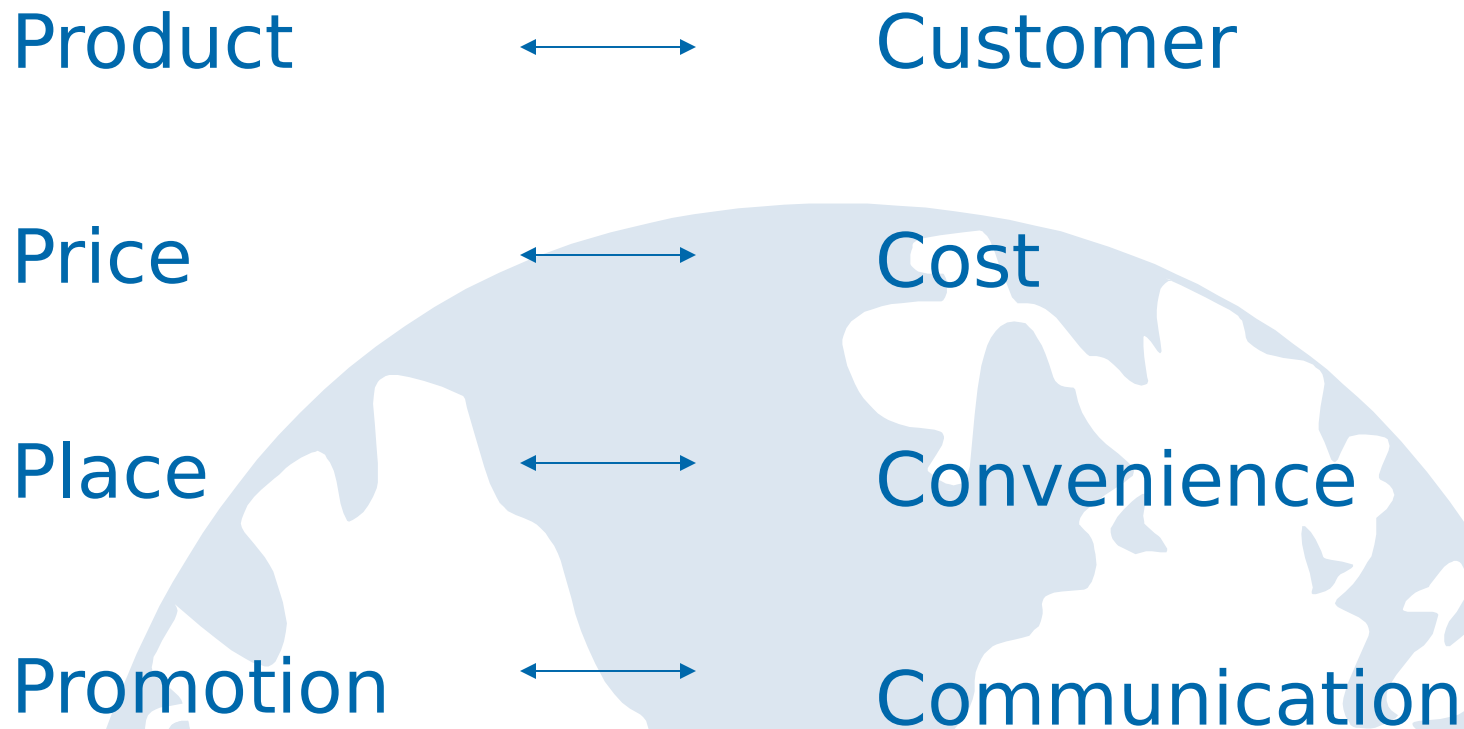 Product Customer
Price Cost
Place Convenience
Promotion Communication